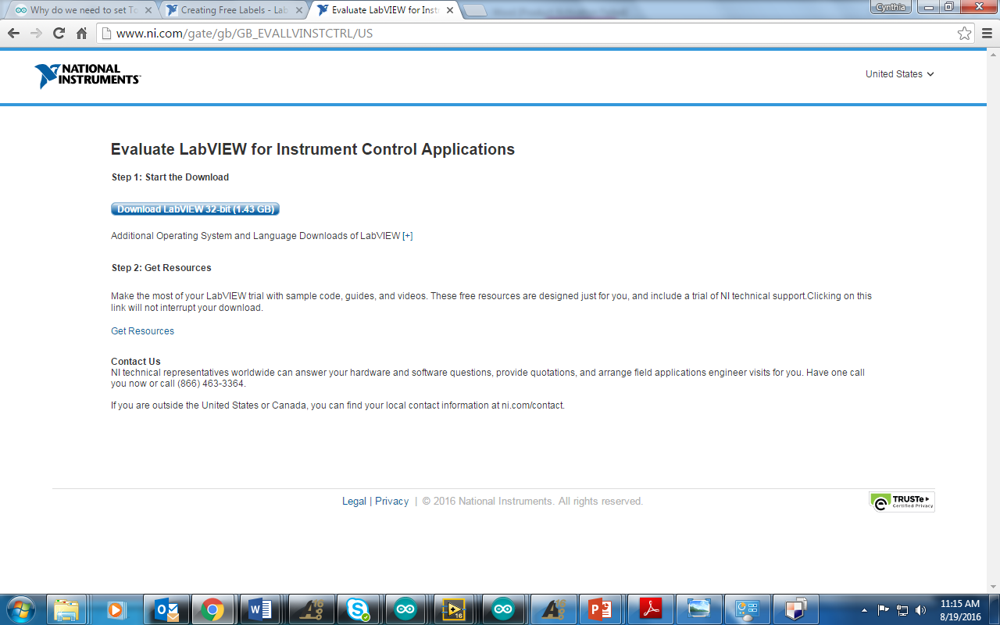 Why do we need to set To
Creating Free Labels - Lab
Evaluate LabVIEW for Inst
Cynthia
www.ni.com/gate/gb/GB_EVALLVINSTCTRL/US
NATIONAL
INSTRUMENTS
United States
Evaluate LabVIEW for Instrument Control Applications
Step 1: Start the Download
Download LabVIEW 32-bit (1.43 GB)
Additional Operating System and Language Downloads of LabVIEW [+]
Step 2: Get Resources
Make the most of your LabVIEW trial with sample code, guides, and videos. These free resources are designed just for you, and include a trial of NI technical support.Clicking on this
link will not interrupt your download.
Get Resources
Contact Us
NI technical representatives worldwide can answer your hardware and software questions, provide quotations, and arrange field applications engineer visits for you. Have one call
you now or call (866) 463-3364.
If you are outside the United States or Canada, you can find your local contact information at ni.com/contact.
Legal | Privacy | © 2016 National Instruments. All rights reserved.
TRUSTe
Certified Privacy
11:15 AM
8/19/2016